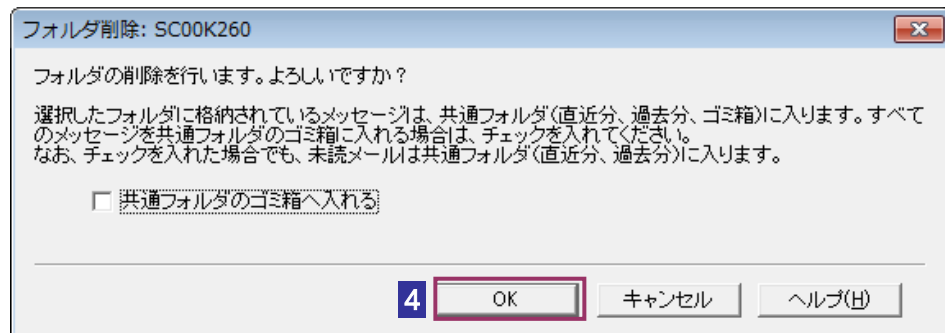 フォルダ削除: SC00K260
フォルダの削除を行います。よろしいですか？
選択したフォルダに格納されているメッセージは、共通フォルダ(直近分、過去分、ゴミ箱)に入ります。すべて
のメッセージを共通フォルダのゴミ箱に入れる場合は、チェックを入れてください。
なお、チェックを入れた場合でも、未読メールは共通フォルダ(直近分、過去分)に入ります。
共通フォルダのゴミ箱へ入れる
4 OK キャンセル ヘルプ(H)